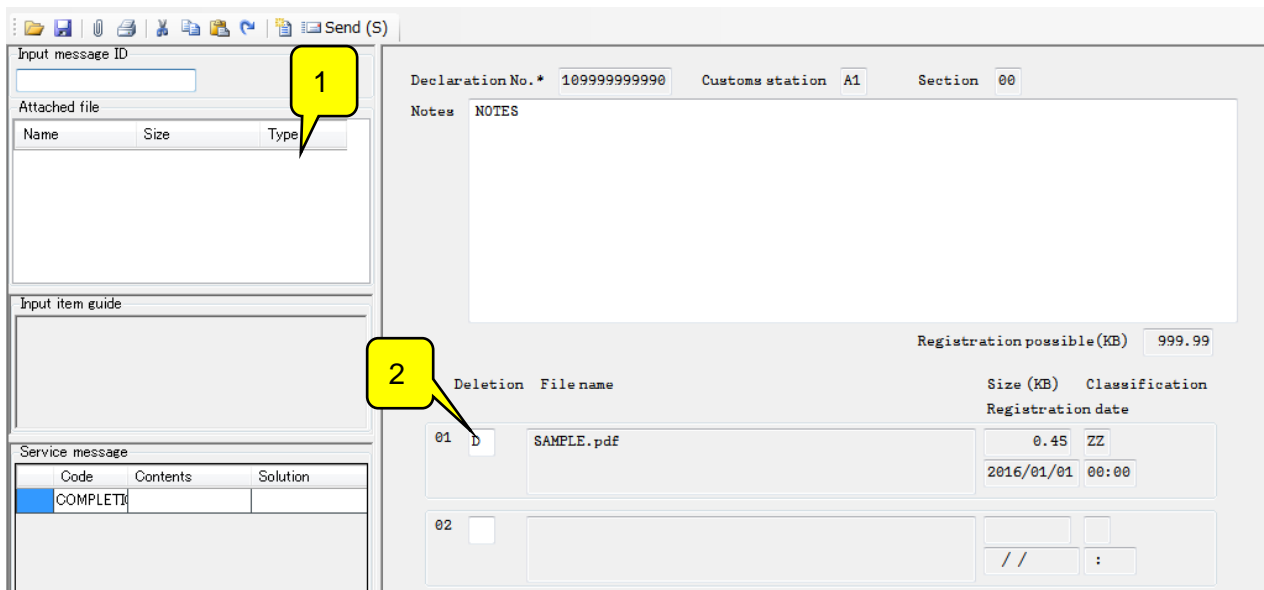 Send (S)
Input message ID
1
Attached file
Name Size Type
Input item guide
Service message
Code Contents Solution
COMPLETIO
Declaration No.* 109999999990 Customs station A1 Section 00
Notes NOTES
Registration possible(KB) 999.99
2
Deletion File name Size (KB) Classification
Registration date
01 D SAMPLE.pdf 0.45 ZZ
2016/01/01 00:00
02
/ / :